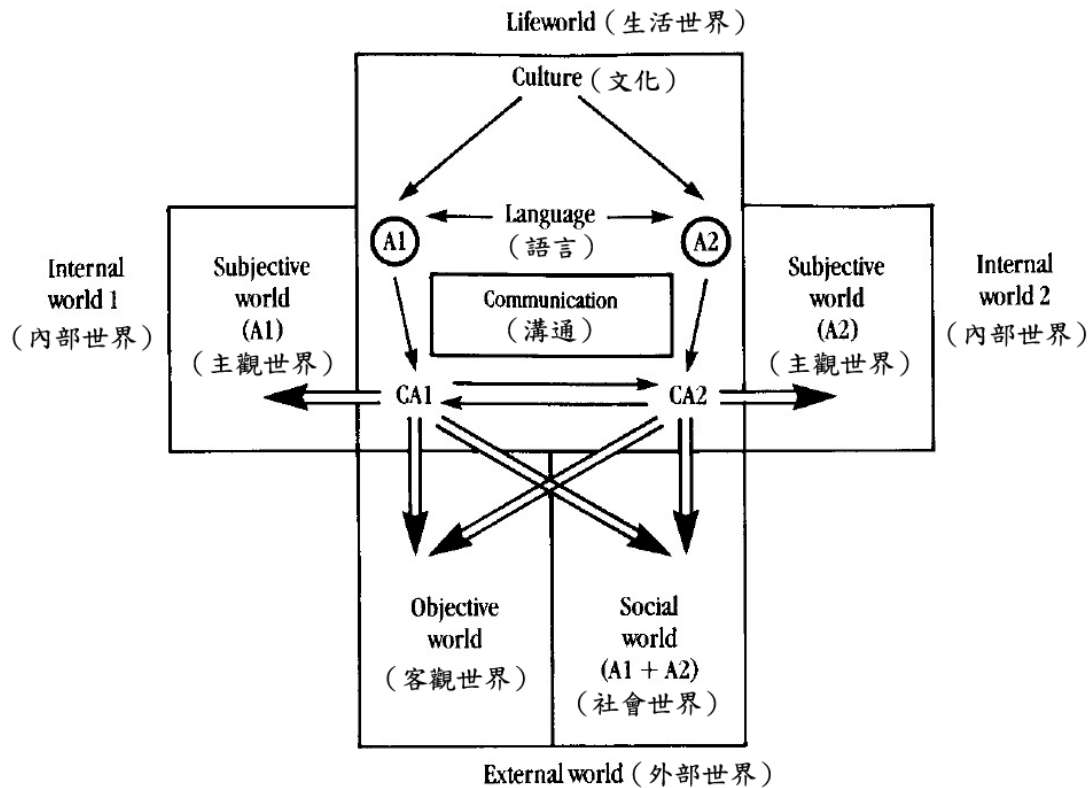 Lifeworld（生活世界）
Culture（文化）
A1
Language
（語言）
A2
Internal
world 1
（內部世界）
Subjective
world
(A1)
（主觀世界）
Communication
（溝通）
Subjective
world
(A2)
（主觀世界）
Internal
world 2
（內部世界）
CA1
CA2
Objective
world
（客觀世界）
Social
world
(A1 + A2)
（社會世界）
External world（外部世界）